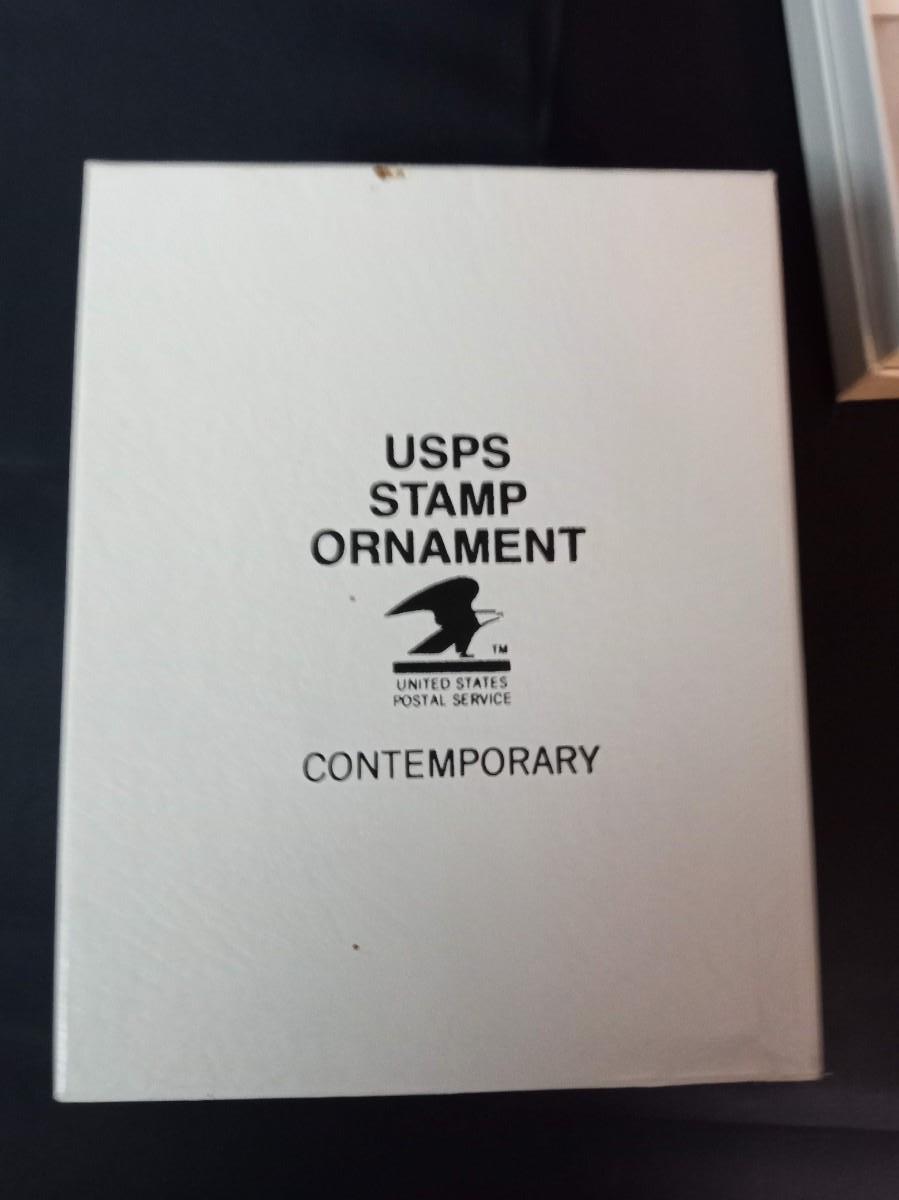 USPS
STAMP
ORNAMENT
TM
UNITED STATES
POSTAL SERVICE
CONTEMPORARY